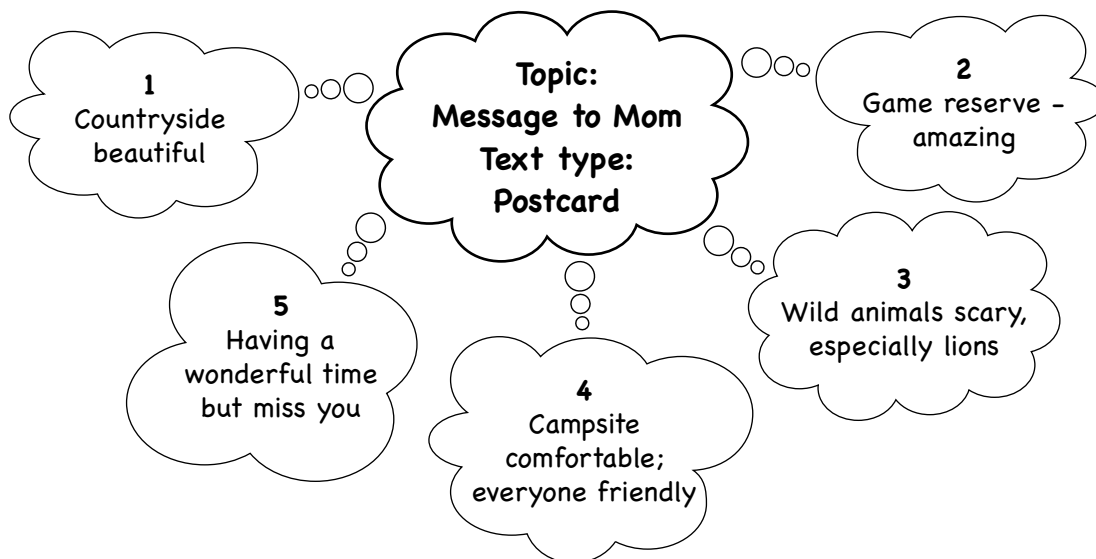 Topic:
Message to Mom
Text type:
Postcard
1
Countryside
beautiful
2
Game reserve –
amazing
3
Wild animals scary,
especially lions
4
Campsite
comfortable;
everyone friendly
5
Having a
wonderful time
but miss you